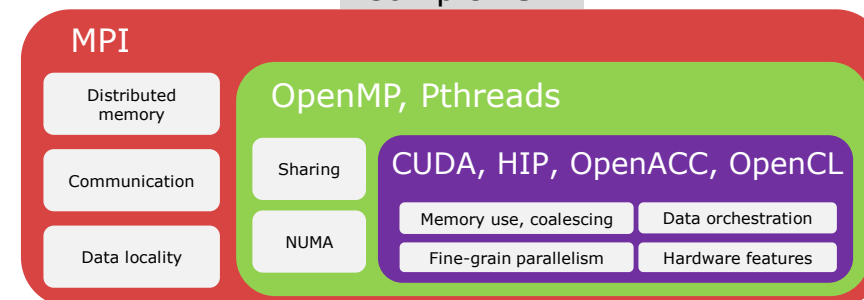 MPI
Distributed
memory
Communication
Data locality
OpenMP, Pthreads
Sharing
NUMA
CUDA, HIP, OpenACC, OpenCL
Memory use, coalescing
Data orchestration
Fine-grain parallelism
Hardware features